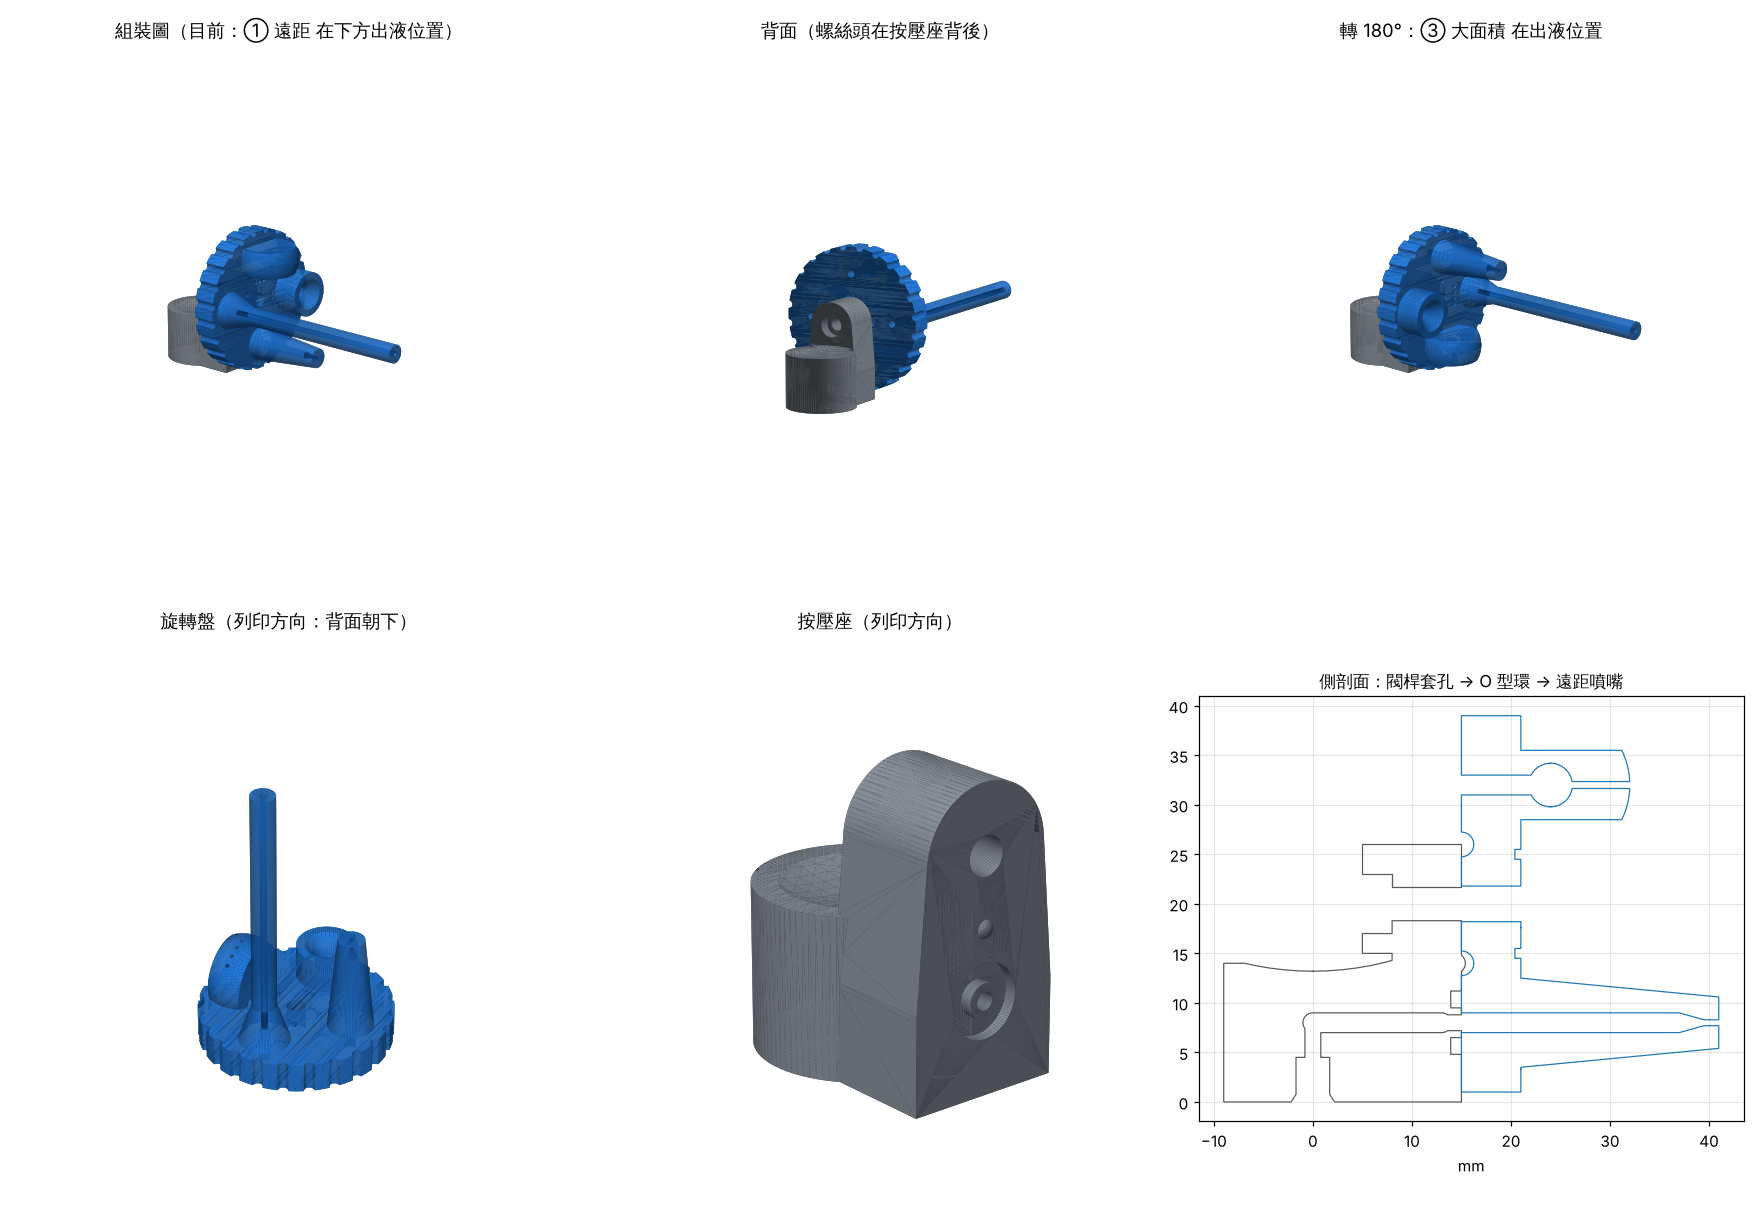 組裝圖（目前：① 遠距 在下方出液位置）
背面（螺絲頭在按壓座背後）
轉 180°：③ 大面積 在出液位置
旋轉盤（列印方向：背面朝下）
按壓座（列印方向）
側剖面：閥桿套孔 → O 型環 → 遠距噴嘴
40
35
30
25
20
15
10
5
0
−10 0 10 20 30 40
mm